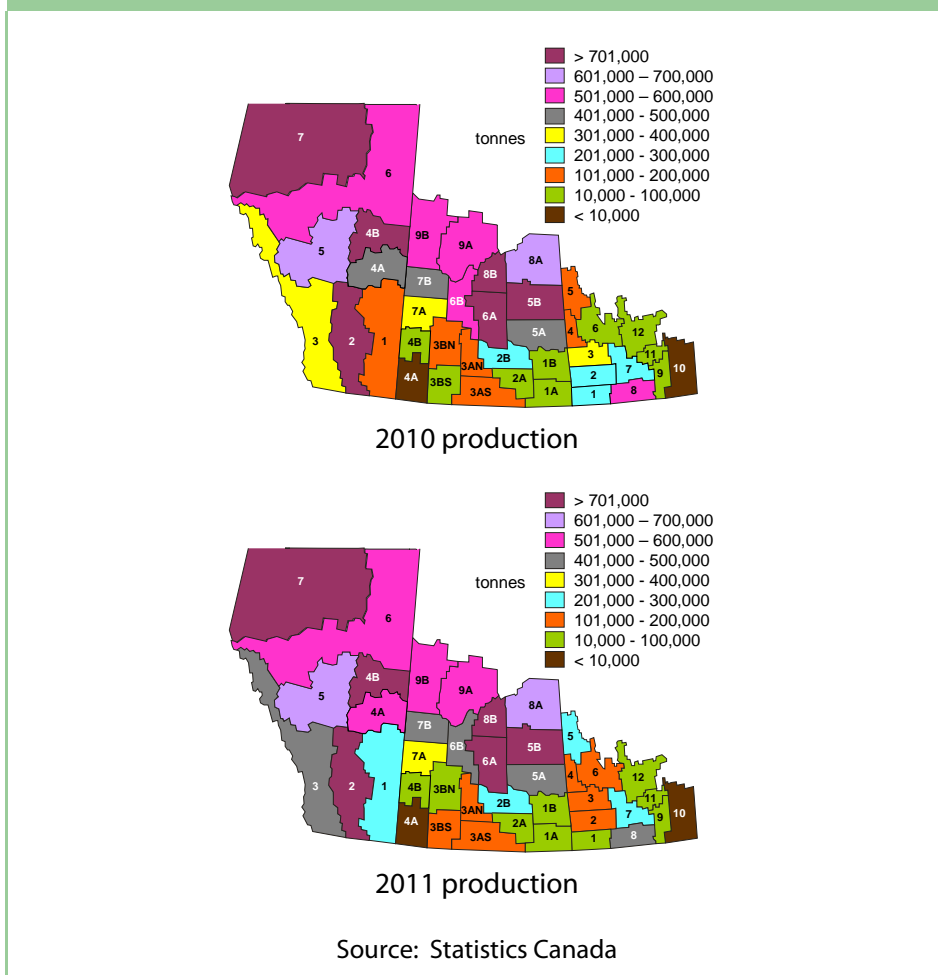 > 701,000
601,000 – 700,000
501,000 – 600,000
401,000 - 500,000
tonnes
301,000 - 400,000
201,000 - 300,000
101,000 - 200,000
10,000 - 100,000
< 10,000
7
6
4B
9B
9A
5
8A
4A
8B
7B
5
6B
5B
7A
6A
4
6
12
5A
3
2
1
4B
3BN
3
11
2B
1B
3AN
7
9
10
4A
3BS
2A
2
3AS
1A
1
8
2010 production
> 701,000
601,000 – 700,000
501,000 – 600,000
401,000 - 500,000
tonnes
301,000 - 400,000
201,000 - 300,000
101,000 - 200,000
10,000 - 100,000
< 10,000
7
6
4B
9B
9A
5
8A
4A
8B
7B
5
6B
5B
7A
6A
4
6
12
5A
3
2
1
4B
3BN
3
11
2B
1B
3AN
7
9
10
4A
3BS
2A
2
3AS
1A
1
8
2011 production
Source: Statistics Canada